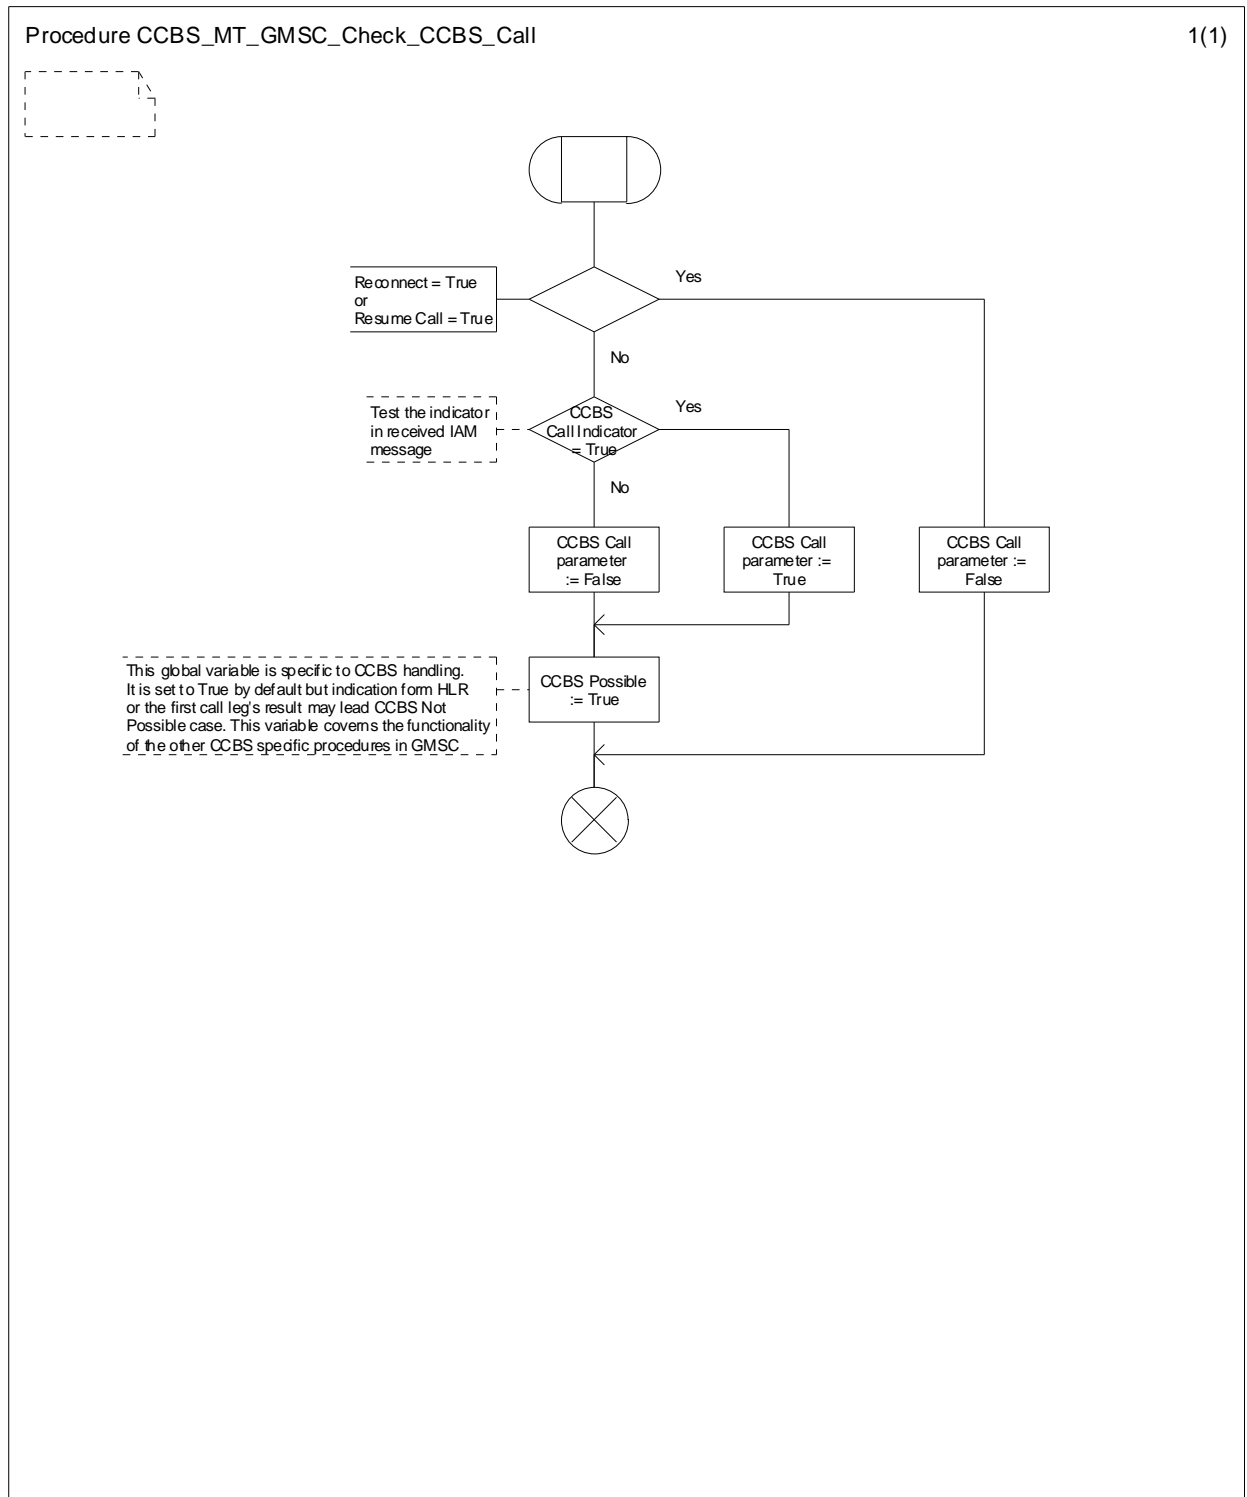 Procedure CCBS_MT_GMSC_Check_CCBS_Call
1(1)
Reconnect = True
or
Resume Call = True
Yes
No
Test the indicator
in received IAM
message
CCBS
Call Indicator
= True
Yes
No
CCBS Call
parameter
:= False
CCBS Call
parameter :=
True
CCBS Call
parameter :=
False
This global variable is specific to CCBS handling.
It is set to True by default but indication form HLR
or the first call leg's result may lead CCBS Not
Possible case. This variable coverns the functionality
of the other CCBS specific procedures in GMSC
CCBS Possible
:= True